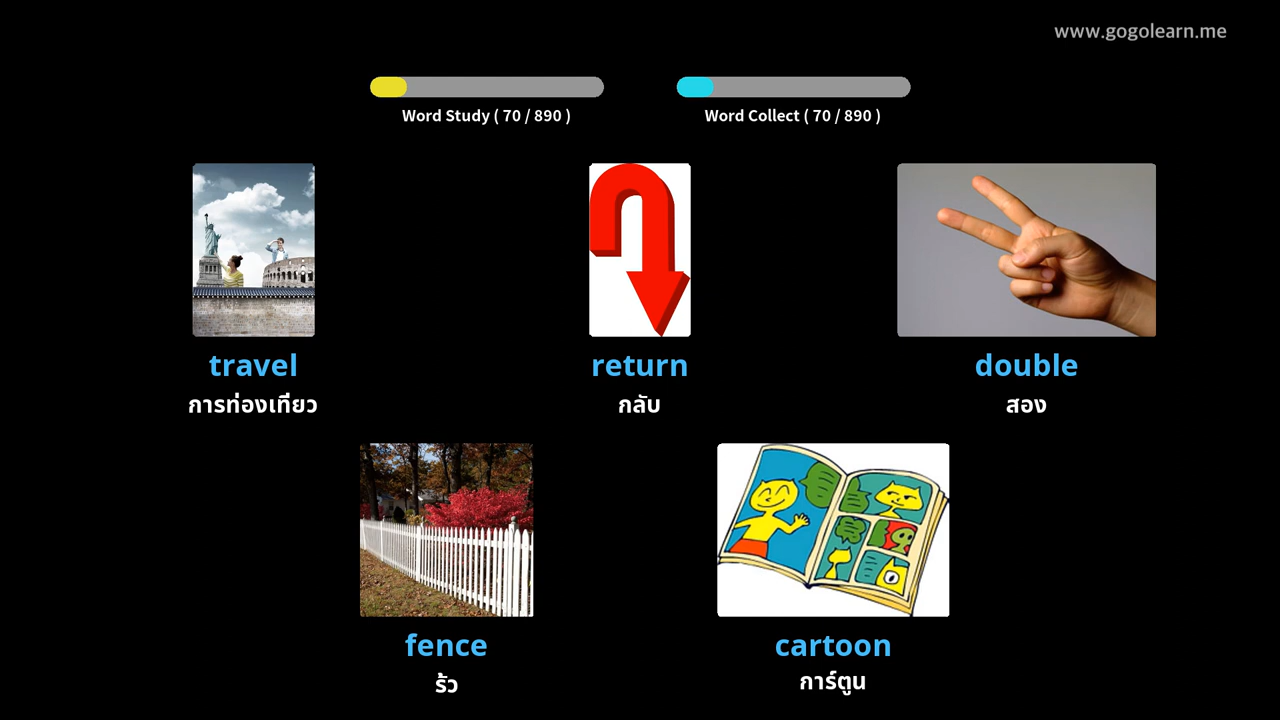 www.gogolearn.me
Word Study ( 70 / 890 )
Word Collect ( 70 / 890 )
travel
การท่องเที่ยว
return
กลับ
double
สอง
fence
รั้ว
cartoon
การ์ตูน